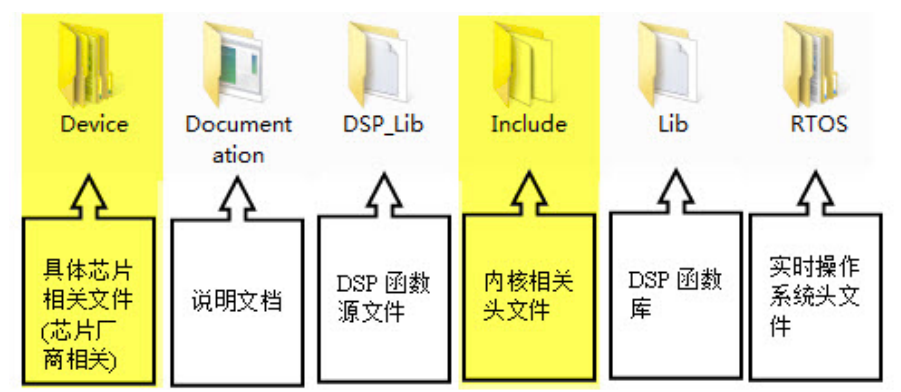 Device
Document
ation
DSP_Lib
Include
Lib
RTOS
具体芯片
相关文件
(芯片厂
商相关)
说明文档
DSP 函数
源文件
内核相关
头文件
DSP 函数
库
实时操作
系统头文
件